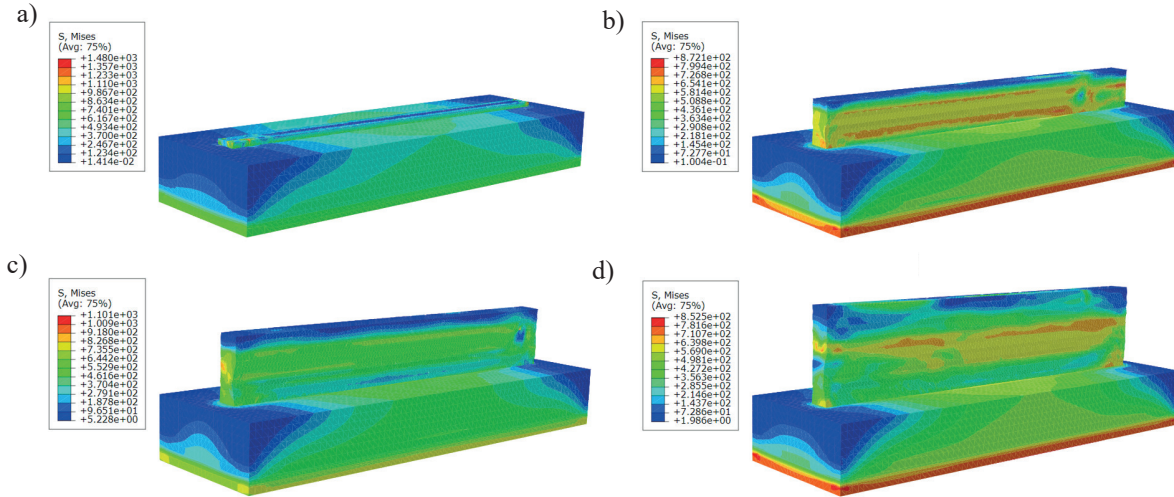 a)
S, Mises
(Avg: 75%)
+1.480e+03
+1.357e+03
+1.233e+03
+1.110e+03
+9.867e+02
+8.634e+02
+7.401e+02
+6.167e+02
+4.934e+02
+3.700e+02
+2.467e+02
+1.234e+02
+1.414e-02
b)
S, Mises
(Avg: 75%)
+8.721e+02
+7.994e+02
+7.268e+02
+6.541e+02
+5.814e+02
+5.088e+02
+4.361e+02
+3.634e+02
+2.908e+02
+2.181e+02
+1.454e+02
+7.277e+01
+1.004e-01
c)
S, Mises
(Avg: 75%)
+1.101e+03
+1.009e+03
+9.180e+02
+8.268e+02
+7.355e+02
+6.442e+02
+5.529e+02
+4.616e+02
+3.704e+02
+2.791e+02
+1.878e+02
+9.651e+01
+5.228e+00
d)
S, Mises
(Avg: 75%)
+8.525e+02
+7.816e+02
+7.107e+02
+6.398e+02
+5.690e+02
+4.981e+02
+4.272e+02
+3.563e+02
+2.855e+02
+2.146e+02
+1.437e+02
+7.286e+01
+1.986e+00